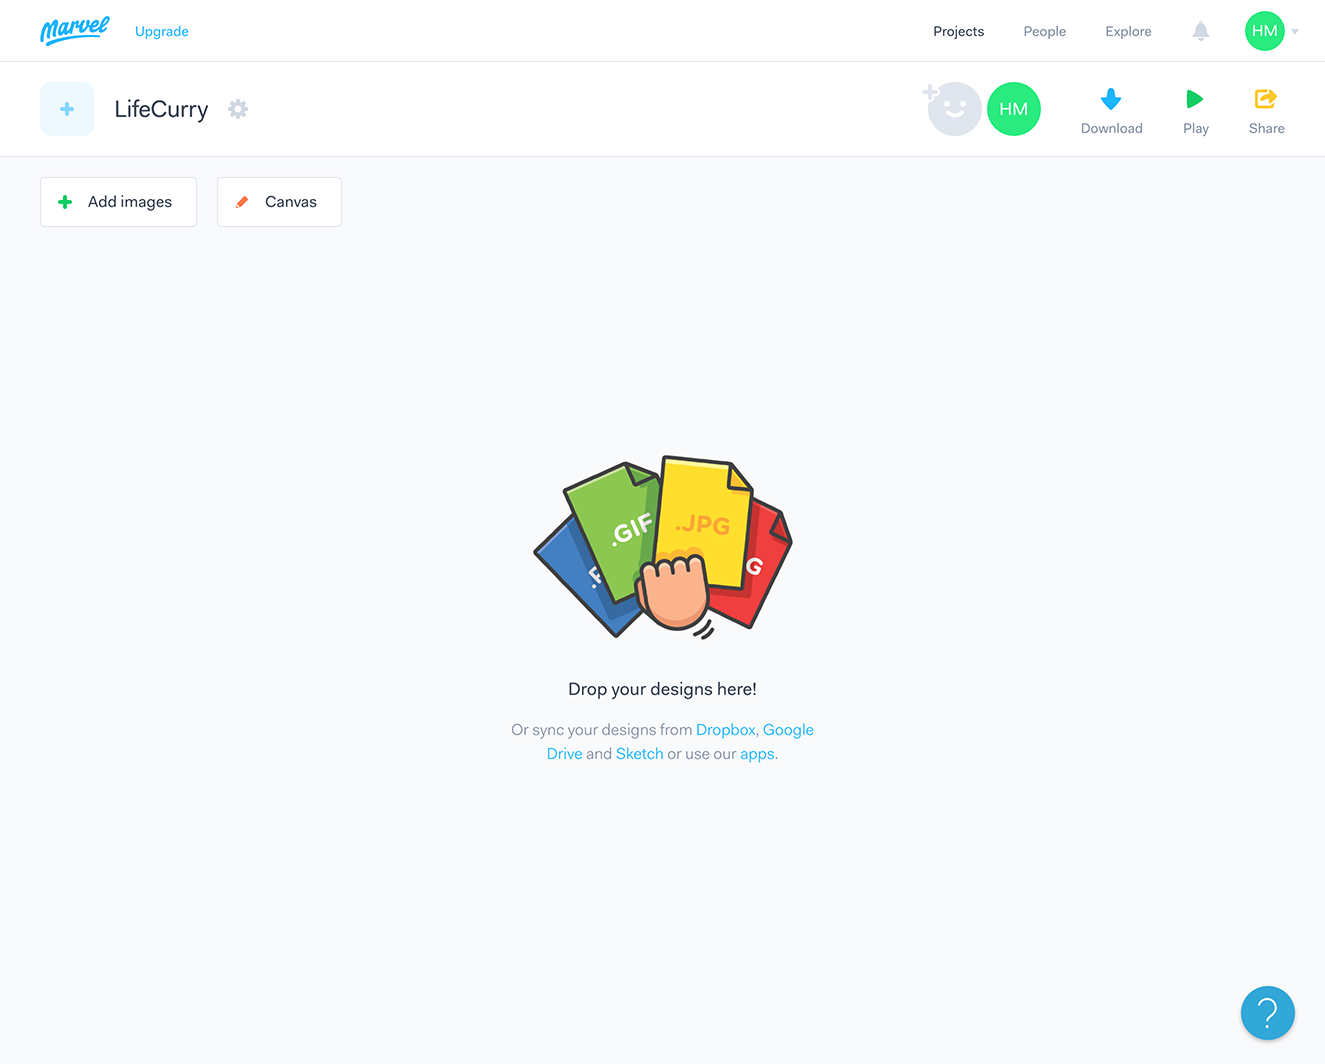 Marvel Upgrade Projects People Explore HM
LifeCurry HM
Download Play Share
Add images Canvas
.GIF .JPG G
Drop your designs here!
Or sync your designs from Dropbox, Google
Drive and Sketch or use our apps.
?